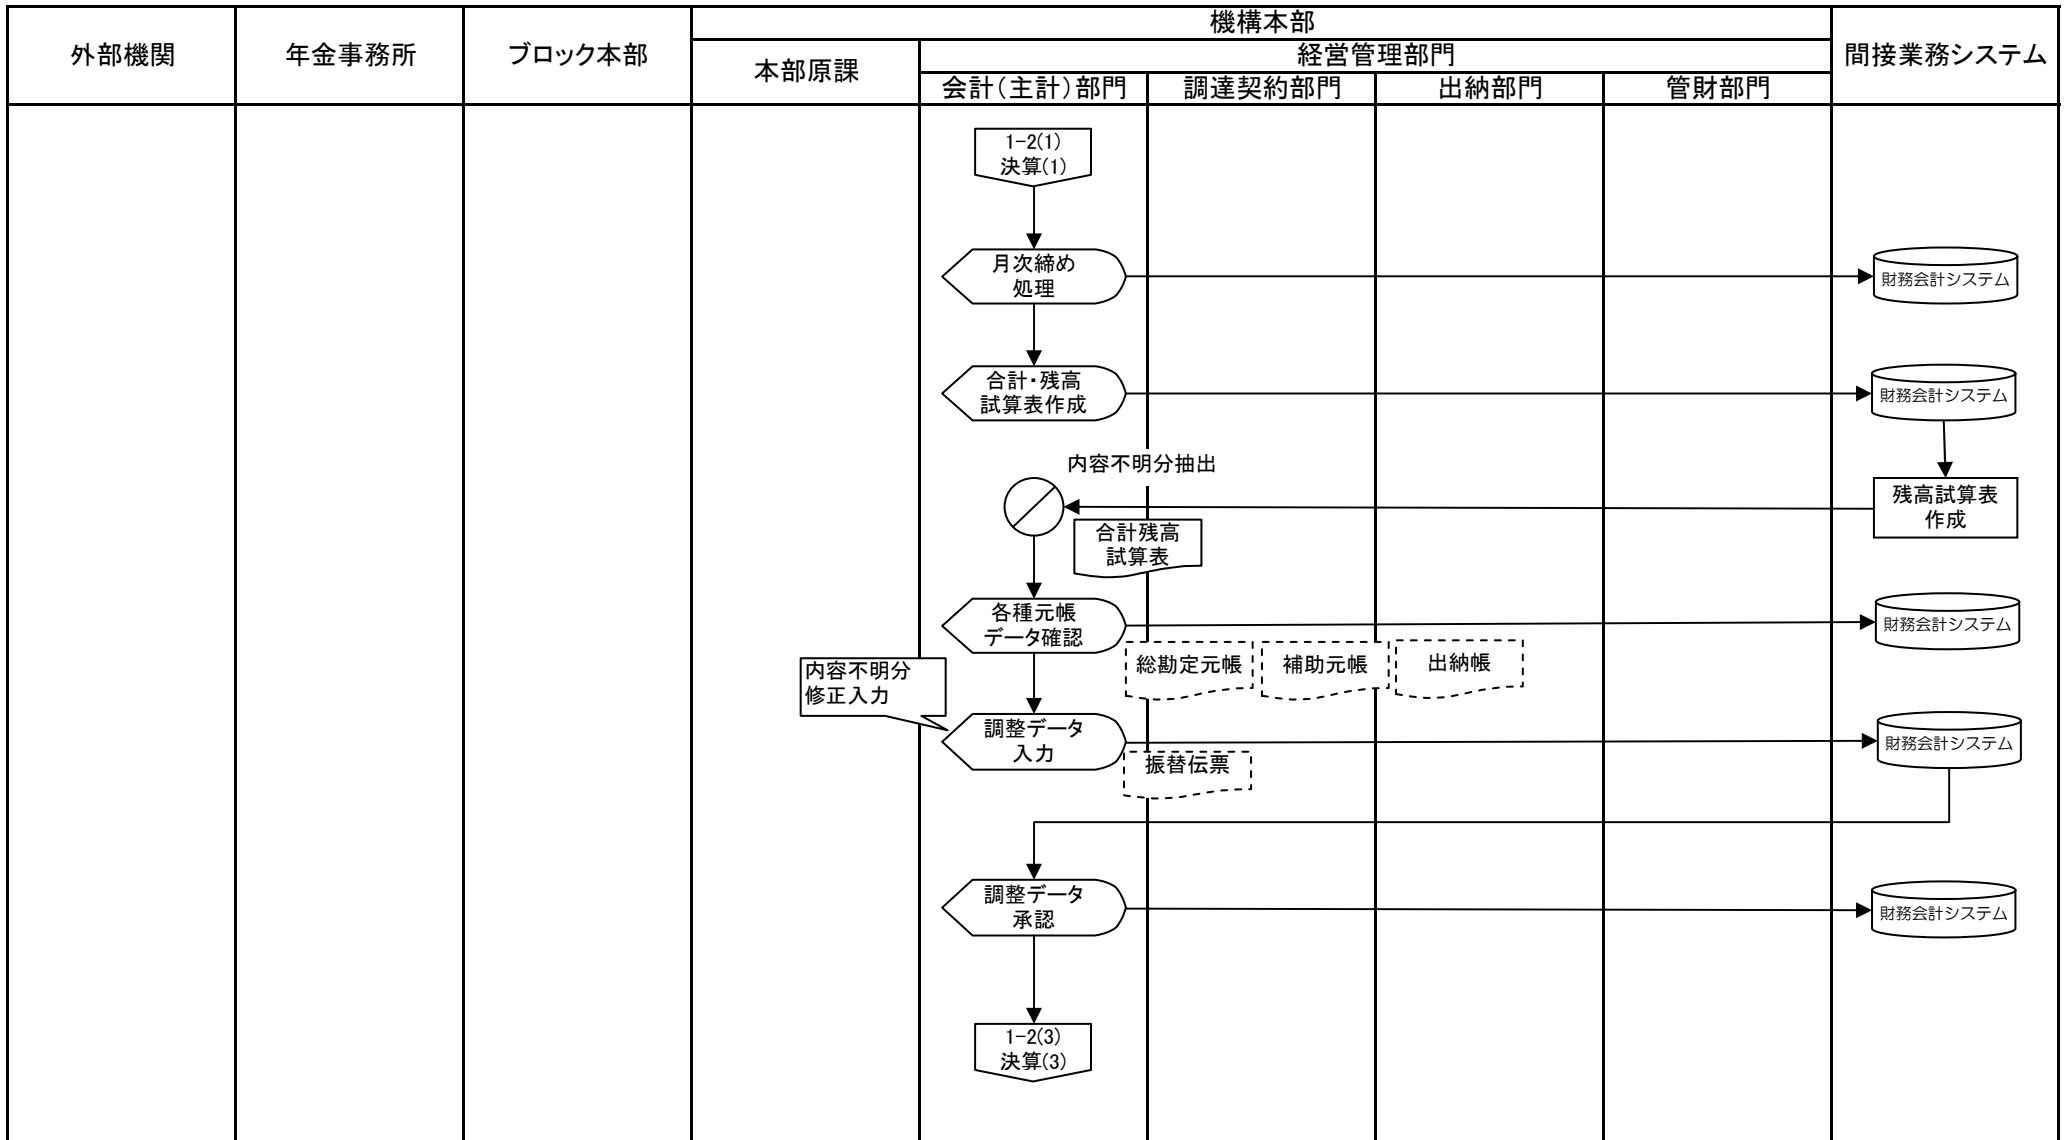 外部機関
年金事務所
ブロック本部
機構本部
本部原課
経営管理部門
会計(主計)部門
調達契約部門
出納部門
管財部門
間接業務システム
1-2(1)
決算(1)
月次締め
処理
財務会計システム
合計・残高
試算表作成
財務会計システム
内容不明分抽出
残高試算表
作成
合計残高
試算表
各種元帳
データ確認
財務会計システム
総勘定元帳
補助元帳
出納帳
内容不明分
修正入力
調整データ
入力
財務会計システム
振替伝票
調整データ
承認
財務会計システム
1-2(3)
決算(3)